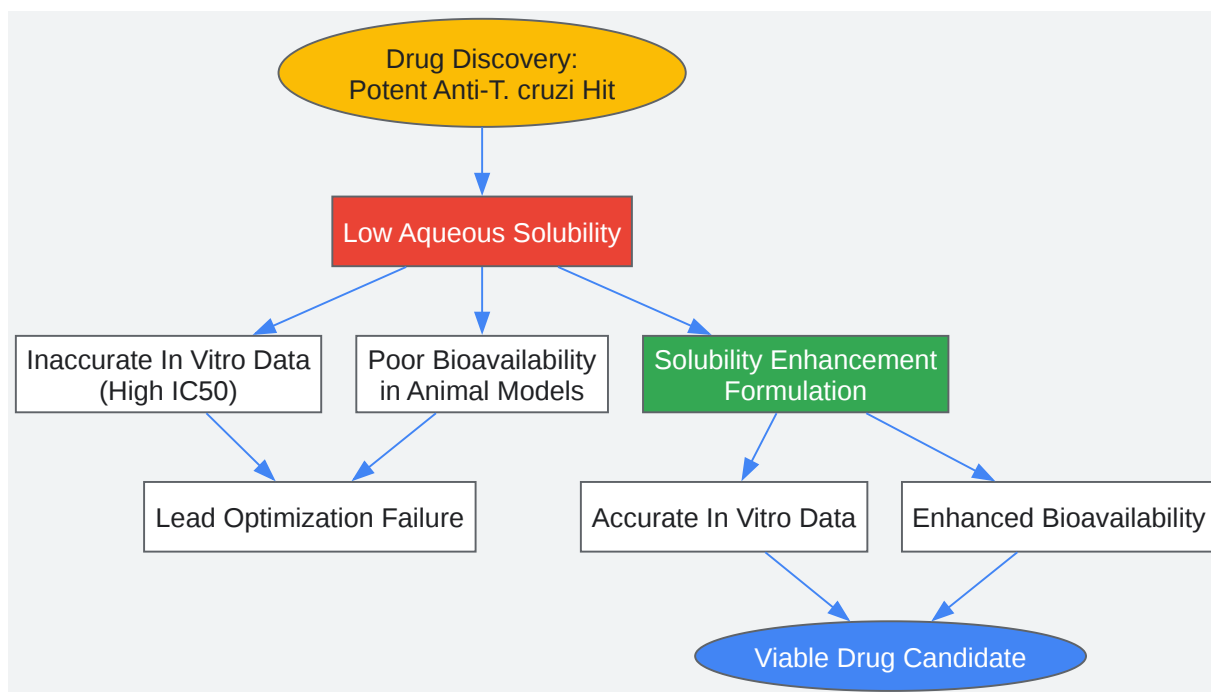 Drug Discovery:
Potent Anti-T. cruzi Hit
Low Aqueous Solubility
Inaccurate In Vitro Data
(High IC50)
Poor Bioavailability
in Animal Models
Solubility Enhancement
Formulation
Lead Optimization Failure
Accurate In Vitro Data
Enhanced Bioavailability
Viable Drug Candidate